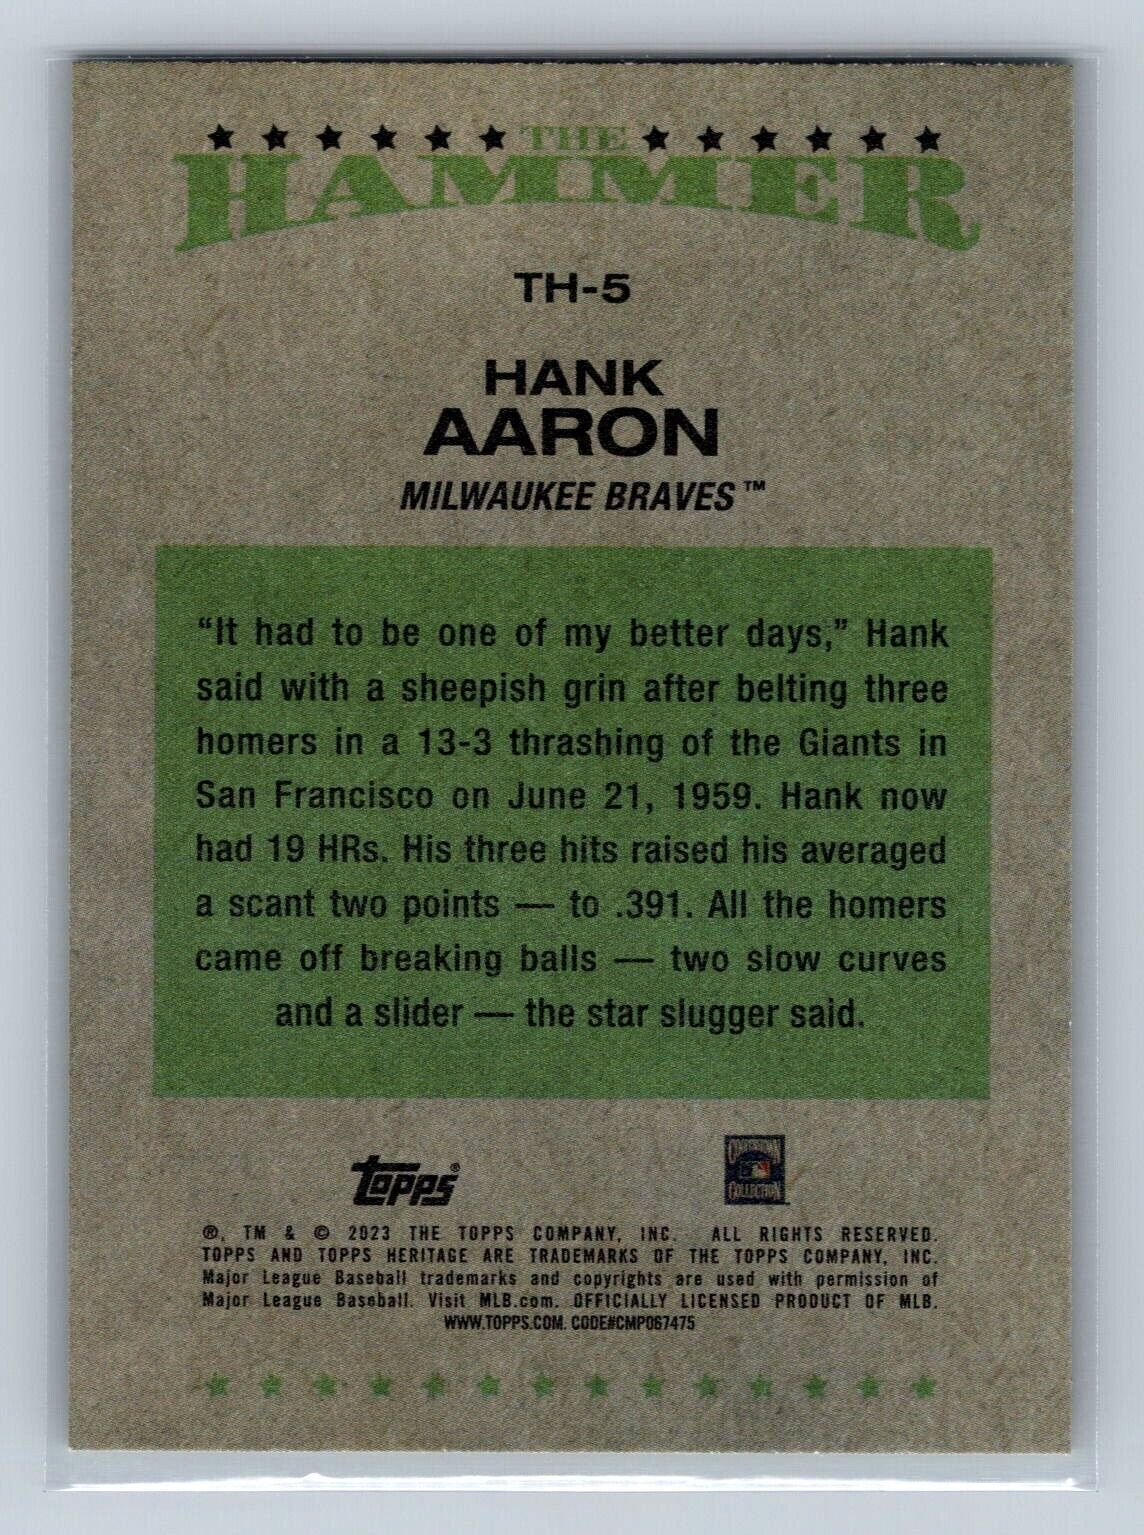 THE
HAMMER
TH-5
HANK
AARON
MILWAUKEE BRAVES™
“It had to be one of my better days,” Hank
said with a sheepish grin after belting three
homers in a 13-3 thrashing of the Giants in
San Francisco on June 21, 1959. Hank now
had 19 HRs. His three hits raised his averaged
a scant two points — to .391. All the homers
came off breaking balls — two slow curves
and a slider — the star slugger said.
topps®
COOPERSTOWN
COLLECTION
®, TM & © 2023 THE TOPPS COMPANY, INC. ALL RIGHTS RESERVED.
TOPPS AND TOPPS HERITAGE ARE TRADEMARKS OF THE TOPPS COMPANY, INC.
Major League Baseball trademarks and copyrights are used with permission of
Major League Baseball. Visit MLB.com. OFFICIALLY LICENSED PRODUCT OF MLB.
WWW.TOPPS.COM. CODE#CMP067475